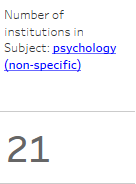 Number of
institutions in
Subject: psychology
(non-specific)
21